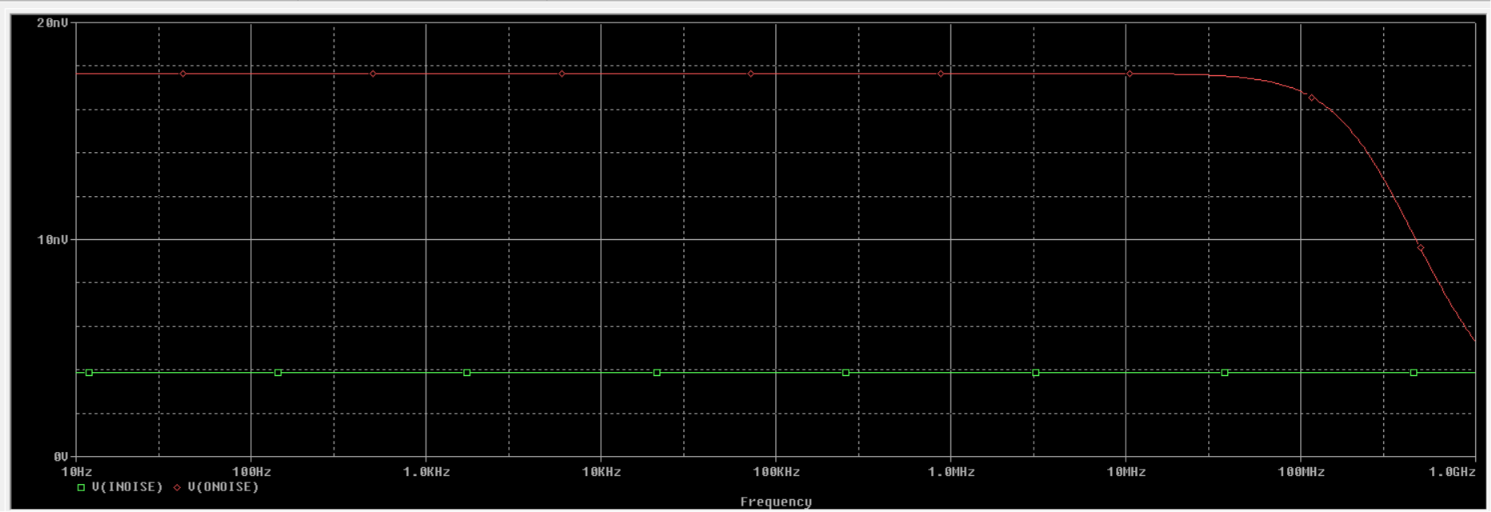 20nV
10nV
0V
10Hz 100Hz 1.0KHz 10KHz 100KHz 1.0MHz 10MHz 100MHz 1.0GHz
V(INOISE) V(ONOISE)
Frequency